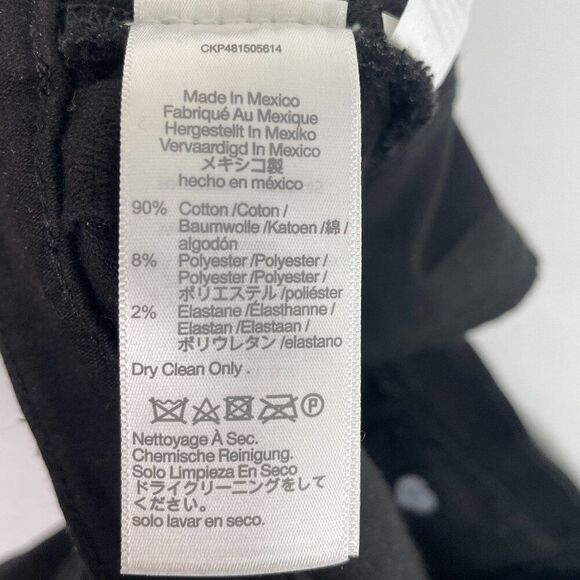 CKP481505614
Made In Mexico
Fabriqué Au Mexique
Hergestellt In Mexiko
Vervaardigd In Mexico
メキシコ製
hecho en méxico
90% Cotton /Coton /
Baumwolle /Katoen /綿 /
algodón
8% Polyester /Polyester /
Polyester /Polyester /
ポリエステル /poliéster
2% Elastane /Élasthanne /
Elastan /Elastaan /
ポリウレタン /elastano
Dry Clean Only .
P
Nettoyage À Sec.
Chemische Reinigung.
Solo Limpieza En Seco
ドライクリーニングをして
ください。
solo lavar en seco.